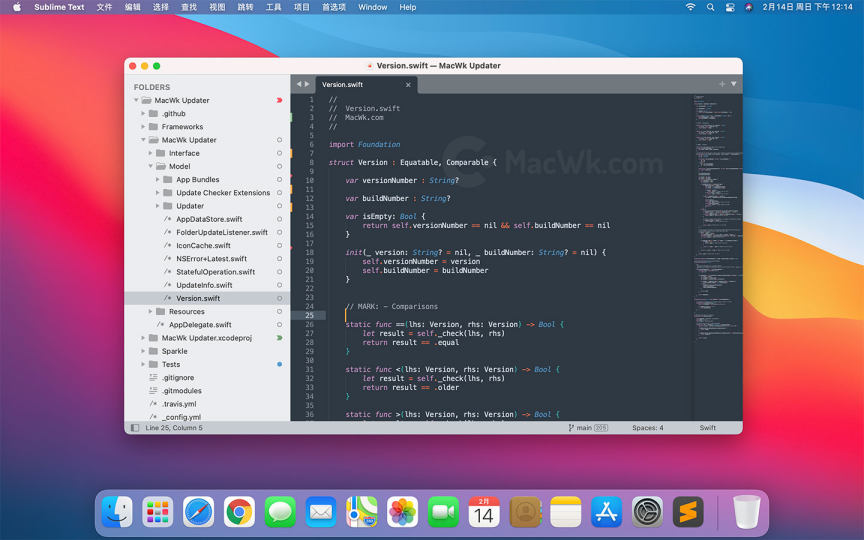 Sublime Text 文件 编辑 选择 查找 视图 跳转 工具 项目 首选项 Window Help 2月14日 周日 下午12:14
Version.swift — MacWk Updater
FOLDERS
MacWk Updater
.github
Frameworks
MacWk Updater
Interface
Model
App Bundles
Update Checker Extensions
Updater
/* AppDataStore.swift
/* FolderUpdateListener.swift
/* IconCache.swift
/* NSError+Latest.swift
/* StatefulOperation.swift
/* UpdateInfo.swift
/* Version.swift
Resources
/* AppDelegate.swift
MacWk Updater.xcodeproj
Sparkle
Tests
.gitignore
.gitmodules
/* .travis.yml
/* _config.yml
Version.swift ×
1 //
2 // Version.swift
3 // MacWk.com
4 //
5
6 import Foundation
7
8 struct Version : Equatable, Comparable {
9
10 var versionNumber : String?
11
12 var buildNumber : String?
13
14 var isEmpty: Bool {
15 return self.versionNumber == nil && self.buildNumber == nil
16 }
17
18 init(_ version: String? = nil, _ buildNumber: String? = nil) {
19 self.versionNumber = version
20 self.buildNumber = buildNumber
21 }
22
23
24 // MARK: - Comparisons
25
26 static func ==(lhs: Version, rhs: Version) -> Bool {
27 let result = self._check(lhs, rhs)
28 return result == .equal
29 }
30
31 static func <(lhs: Version, rhs: Version) -> Bool {
32 let result = self._check(lhs, rhs)
33 return result == .older
34 }
35
36 static func >(lhs: Version, rhs: Version) -> Bool {
MacWk.com
Line 25, Column 5 main 205 Spaces: 4 Swift
2月
14